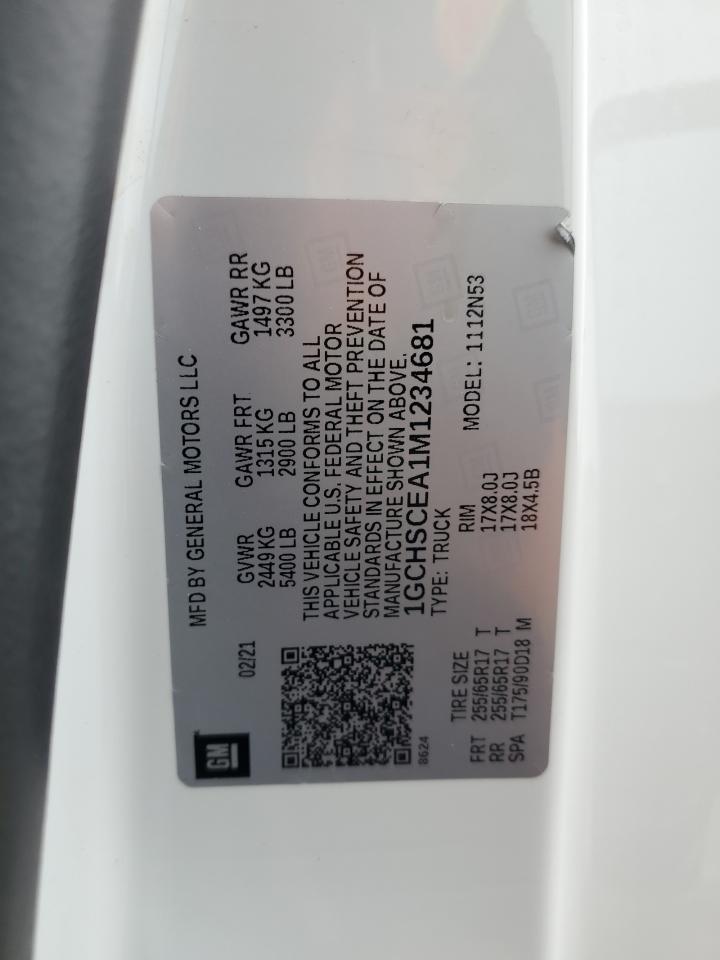 GM
MFD BY GENERAL MOTORS LLC
02/21
GVWR GAWR FRT GAWR RR
2449 KG 1315 KG 1497 KG
5400 LB 2900 LB 3300 LB
THIS VEHICLE CONFORMS TO ALL
APPLICABLE U.S. FEDERAL MOTOR
VEHICLE SAFETY AND THEFT PREVENTION
STANDARDS IN EFFECT ON THE DATE OF
MANUFACTURE SHOWN ABOVE.
1GCHSCEA1M1234681
8624
TYPE: TRUCK MODEL: 1112N53
TIRE SIZE RIM
FRT 255/65R17 T 17X8.0J
RR 255/65R17 T 17X8.0J
SPA T175/90D18 M 18X4.5B